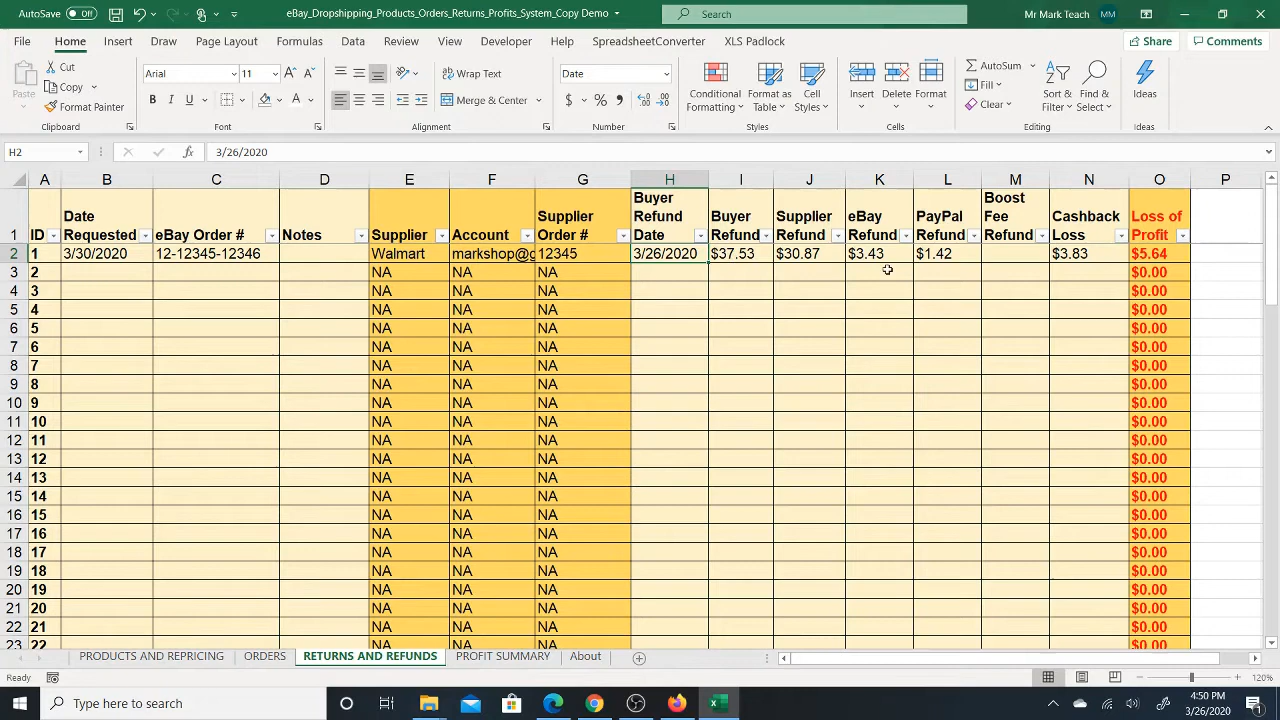 AutoSave Off eBay_Dropshipping_Products_Orders_Returns_Profits_System_Copy Demo Search Mr Mark Teach MM
File Home Insert Draw Page Layout Formulas Data Review View Developer Help SpreadsheetConverter XLS Padlock Share Comments
Paste Cut Copy Format Painter Clipboard
Arial 11 B I U Font
Wrap Text Merge & Center Alignment
Date $ % Number
Conditional Formatting Format as Table Cell Styles Styles
Insert Delete Format Cells
AutoSum Fill Clear Sort & Filter Find & Select Editing
Ideas Ideas
H2 fx 3/26/2020
A B C D E F G H I J K L M N O P
1 ID Date Requested eBay Order # Notes Supplier Account Supplier Order # Buyer Refund Date Buyer Refund Supplier Refund eBay Refund PayPal Refund Boost Fee Refund Cashback Loss Loss of Profit
2 1 3/30/2020 12-12345-12346 Walmart markshop@g 12345 3/26/2020 $37.53 $30.87 $3.43 $1.42 $3.83 $5.64
3 2 NA NA NA $0.00
4 3 NA NA NA $0.00
5 4 NA NA NA $0.00
6 5 NA NA NA $0.00
7 6 NA NA NA $0.00
8 7 NA NA NA $0.00
9 8 NA NA NA $0.00
10 9 NA NA NA $0.00
11 10 NA NA NA $0.00
12 11 NA NA NA $0.00
13 12 NA NA NA $0.00
14 13 NA NA NA $0.00
15 14 NA NA NA $0.00
16 15 NA NA NA $0.00
17 16 NA NA NA $0.00
18 17 NA NA NA $0.00
19 18 NA NA NA $0.00
20 19 NA NA NA $0.00
21 20 NA NA NA $0.00
22 21 NA NA NA $0.00
23 22 NA NA NA $0.00
PRODUCTS AND REPRICING ORDERS RETURNS AND REFUNDS PROFIT SUMMARY About
Ready 120%
Type here to search 4:50 PM
3/26/2020